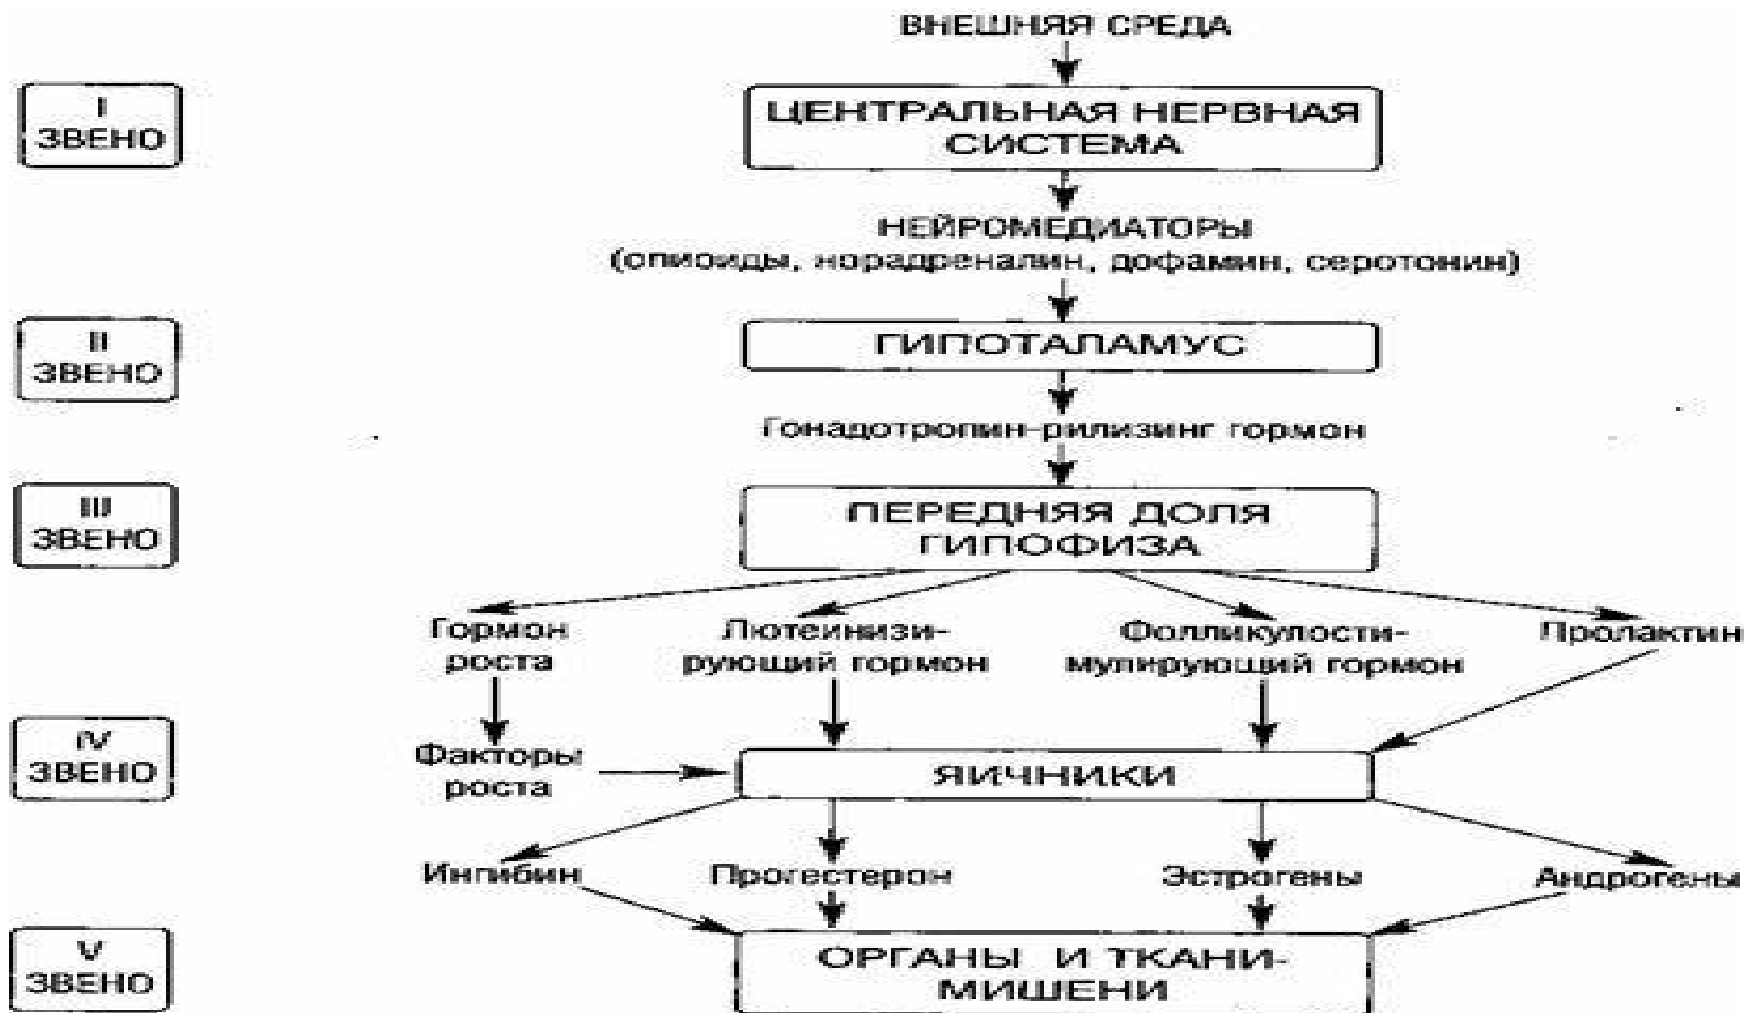 ВНЕШНЯЯ СРЕДА
I
ЗВЕНО
ЦЕНТРАЛЬНАЯ НЕРВНАЯ
СИСТЕМА
НЕЙРОМЕДИАТОРЫ
(опиоиды, норадреналин, дофамин, серотонин)
II
ЗВЕНО
ГИПОТАЛАМУС
Гонадотропин-рилизинг гормон
III
ЗВЕНО
ПЕРЕДНЯЯ ДОЛЯ
ГИПОФИЗА
Гормон
роста
Лютеинизи-
рующий гормон
Фолликулости-
мулирующий гормон
Пролактин
IV
ЗВЕНО
Факторы
роста
ЯИЧНИКИ
Ингибин
Прогестерон
Эстрогены
Андрогены
V
ЗВЕНО
ОРГАНЫ И ТКАНИ-
МИШЕНИ